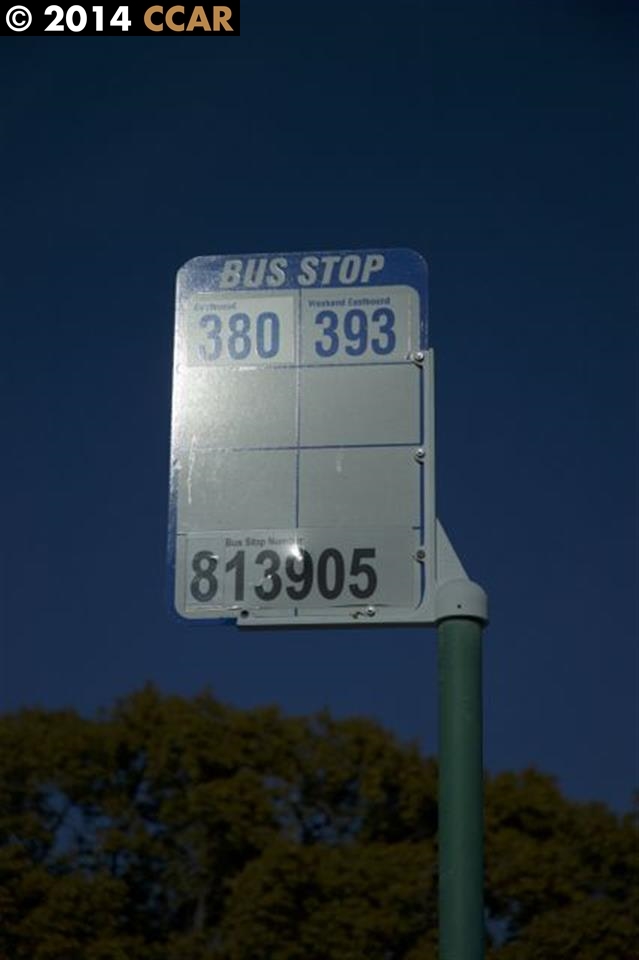 © 2014 CCAR
BUS STOP
Eastbound Weekend Eastbound
380 393
Bus Stop Number
813905